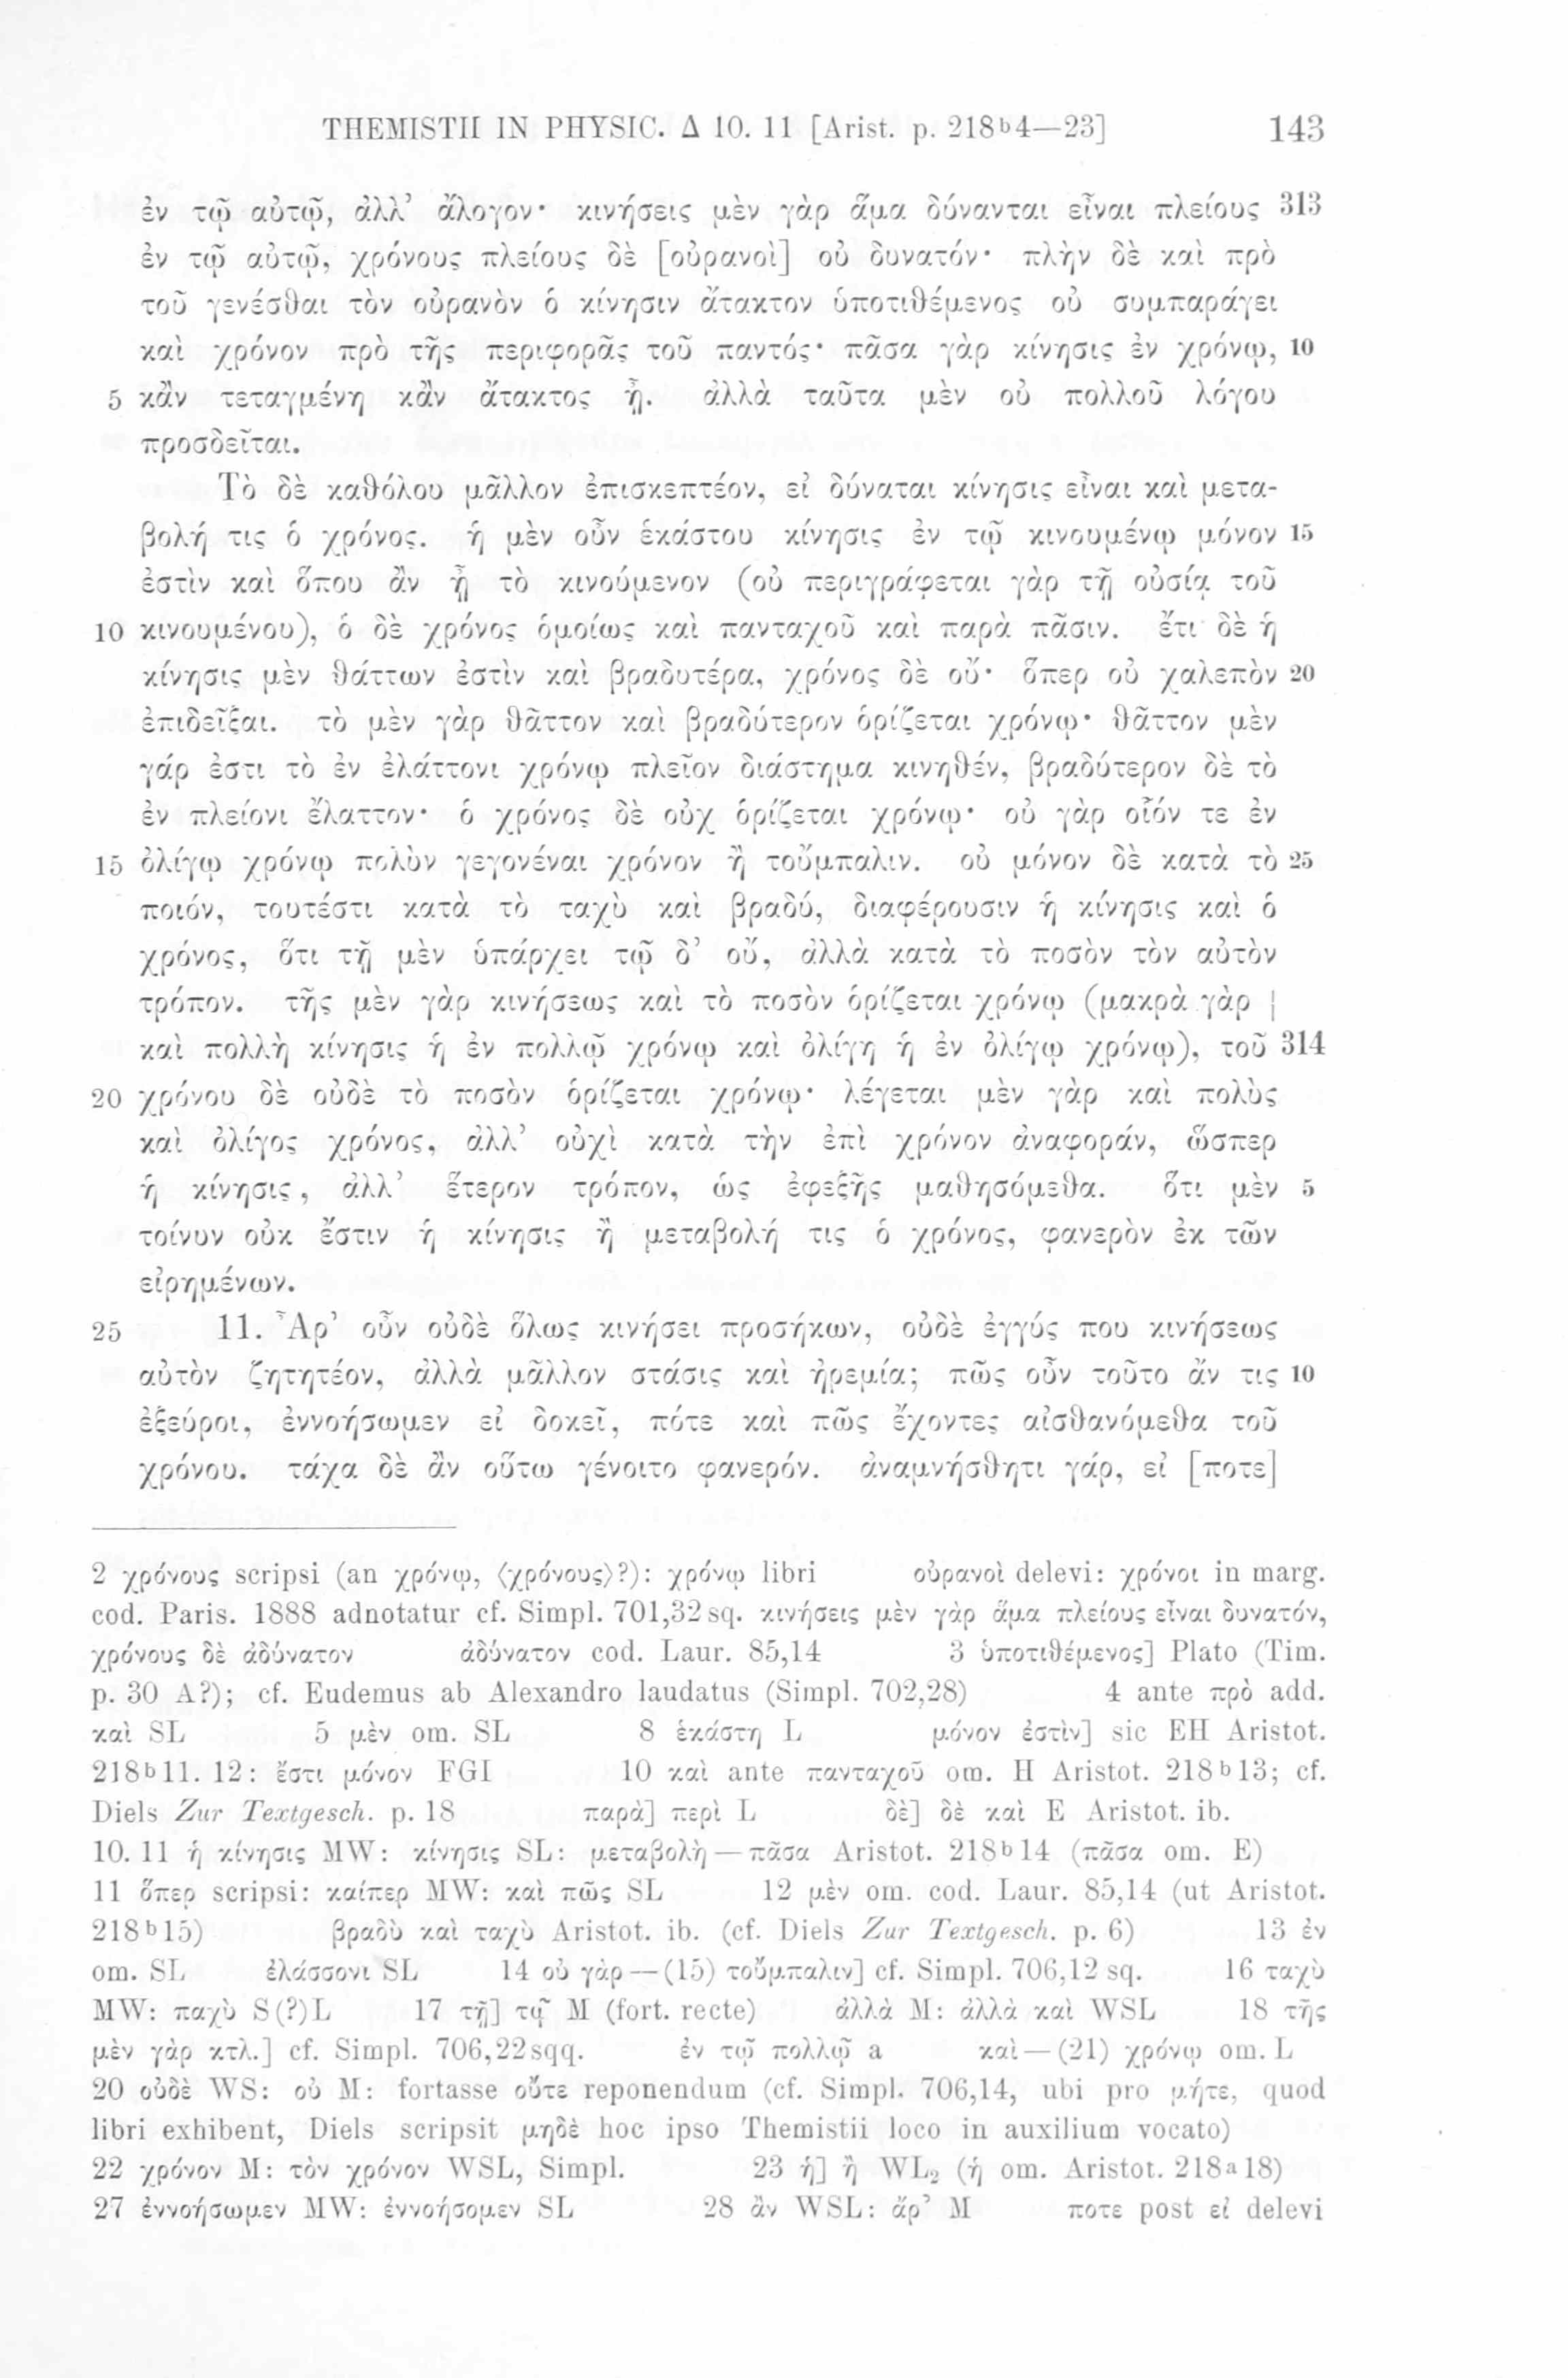 THEMISTII IN PHYSIC. Δ 10. 11 [Arist. p. 218b4—23] 143
ἐν τῷ αὐτῷ, ἀλλ’ ἄλογον· κινήσεις μὲν γὰρ ἅμα δύνανται εἶναι πλείους 313
ἐν τῷ αὐτῷ, χρόνους πλείους δὲ [οὐρανοὶ] οὐ δυνατόν· πλὴν δὲ καὶ πρὸ
τοῦ γενέσθαι τὸν οὐρανὸν ὁ κίνησιν ἄτακτον ὑποτιθέμενος οὐ συμπαράγει
καὶ χρόνον πρὸ τῆς περιφορᾶς τοῦ παντός· πᾶσα γὰρ κίνησις ἐν χρόνῳ, 10
5 κἂν τεταγμένη κἂν ἄτακτος ᾖ. ἀλλὰ ταῦτα μὲν οὐ πολλοῦ λόγου
προσδεῖται.
Τὸ δὲ καθόλου μᾶλλον ἐπισκεπτέον, εἰ δύναται κίνησις εἶναι καὶ μετα-
βολή τις ὁ χρόνος. ἡ μὲν οὖν ἑκάστου κίνησις ἐν τῷ κινουμένῳ μόνον 15
ἐστὶν καὶ ὅπου ἂν ᾖ τὸ κινούμενον (οὐ περιγράφεται γὰρ τῇ οὐσίᾳ τοῦ
10 κινουμένου), ὁ δὲ χρόνος ὁμοίως καὶ πανταχοῦ καὶ παρὰ πᾶσιν. ἔτι δὲ ἡ
κίνησις μὲν θάττων ἐστὶν καὶ βραδυτέρα, χρόνος δὲ οὔ· ὅπερ οὐ χαλεπὸν 20
ἐπιδεῖξαι. τὸ μὲν γὰρ θᾶττον καὶ βραδύτερον ὁρίζεται χρόνῳ· θᾶττον μὲν
γάρ ἐστι τὸ ἐν ἐλάττονι χρόνῳ πλεῖον διάστημα κινηθέν, βραδύτερον δὲ τὸ
ἐν πλείονι ἔλαττον· ὁ χρόνος δὲ οὐχ ὁρίζεται χρόνῳ· οὐ γὰρ οἷόν τε ἐν
15 ὀλίγῳ χρόνῳ πολὺν γεγονέναι χρόνον ἢ τοὔμπαλιν. οὐ μόνον δὲ κατὰ τὸ 25
ποιόν, τουτέστι κατὰ τὸ ταχὺ καὶ βραδύ, διαφέρουσιν ἡ κίνησις καὶ ὁ
χρόνος, ὅτι τῇ μὲν ὑπάρχει τῷ δ’ οὔ, ἀλλὰ κατὰ τὸ ποσὸν τὸν αὐτὸν
τρόπον. τῆς μὲν γὰρ κινήσεως καὶ τὸ ποσὸν ὁρίζεται χρόνῳ (μακρὰ γὰρ |
καὶ πολλὴ κίνησις ἡ ἐν πολλῷ χρόνῳ καὶ ὀλίγη ἡ ἐν ὀλίγῳ χρόνῳ), τοῦ 314
20 χρόνου δὲ οὐδὲ τὸ ποσὸν ὁρίζεται χρόνῳ· λέγεται μὲν γὰρ καὶ πολὺς
καὶ ὀλίγος χρόνος, ἀλλ’ οὐχὶ κατὰ τὴν ἐπὶ χρόνον ἀναφοράν, ὥσπερ
ἡ κίνησις, ἀλλ’ ἕτερον τρόπον, ὡς ἐφεξῆς μαθησόμεθα. ὅτι μὲν 5
τοίνυν οὐκ ἔστιν ἡ κίνησις ἢ μεταβολή τις ὁ χρόνος, φανερὸν ἐκ τῶν
εἰρημένων.
25 11. Ἆρ’ οὖν οὐδὲ ὅλως κινήσει προσήκων, οὐδὲ ἐγγύς που κινήσεως
αὐτὸν ζητητέον, ἀλλὰ μᾶλλον στάσις καὶ ἠρεμία; πῶς οὖν τοῦτο ἄν τις 10
ἐξεύροι, ἐννοήσωμεν εἰ δοκεῖ, πότε καὶ πῶς ἔχοντες αἰσθανόμεθα τοῦ
χρόνου. τάχα δὲ ἂν οὕτω γένοιτο φανερόν. ἀναμνήσθητι γάρ, εἰ [ποτε]
2 χρόνους scripsi (an χρόνῳ, ⟨χρόνους⟩?): χρόνῳ libri οὐρανοὶ delevi: χρόνοι in marg.
cod. Paris. 1888 adnotatur cf. Simpl. 701,32 sq. κινήσεις μὲν γὰρ ἅμα πλείους εἶναι δυνατόν,
χρόνους δὲ ἀδύνατον ἀδύνατον cod. Laur. 85,14 3 ὑποτιθέμενος] Plato (Tim.
p. 30 A?); cf. Eudemus ab Alexandro laudatus (Simpl. 702,28) 4 ante πρὸ add.
καὶ SL 5 μὲν om. SL 8 ἑκάστη L μόνον ἐστὶν] sic EH Aristot.
218b11. 12: ἔστι μόνον FGI 10 καὶ ante πανταχοῦ om. H Aristot. 218b13; cf.
Diels Zur Textgesch. p. 18 παρὰ] περὶ L δὲ] δὲ καὶ E Aristot. ib.
10. 11 ἡ κίνησις MW: κίνησις SL: μεταβολὴ — πᾶσα Aristot. 218b14 (πᾶσα om. E)
11 ὅπερ scripsi: καίπερ MW: καὶ πῶς SL 12 μὲν om. cod. Laur. 85,14 (ut Aristot.
218b15) βραδὺ καὶ ταχὺ Aristot. ib. (cf. Diels Zur Textgesch. p. 6) 13 ἐν
om. SL ἐλάσσονι SL 14 οὐ γὰρ — (15) τοὔμπαλιν] cf. Simpl. 706,12 sq. 16 ταχὺ
MW: παχὺ S(?)L 17 τῇ] τῷ M (fort. recte) ἀλλὰ M: ἀλλὰ καὶ WSL 18 τῆς
μὲν γὰρ κτλ.] cf. Simpl. 706,22 sqq. ἐν τῷ πολλῷ a καὶ — (21) χρόνῳ om. L
20 οὐδὲ WS: οὐ M: fortasse οὔτε reponendum (cf. Simpl. 706,14, ubi pro μήτε, quod
libri exhibent, Diels scripsit μηδὲ hoc ipso Themistii loco in auxilium vocato)
22 χρόνον M: τὸν χρόνον WSL, Simpl. 23 ἡ] ἢ WL₂ (ἡ om. Aristot. 218a18)
27 ἐννοήσωμεν MW: ἐννοήσομεν SL 28 ἂν WSL: ἄρ’ M ποτε post εἰ delevi